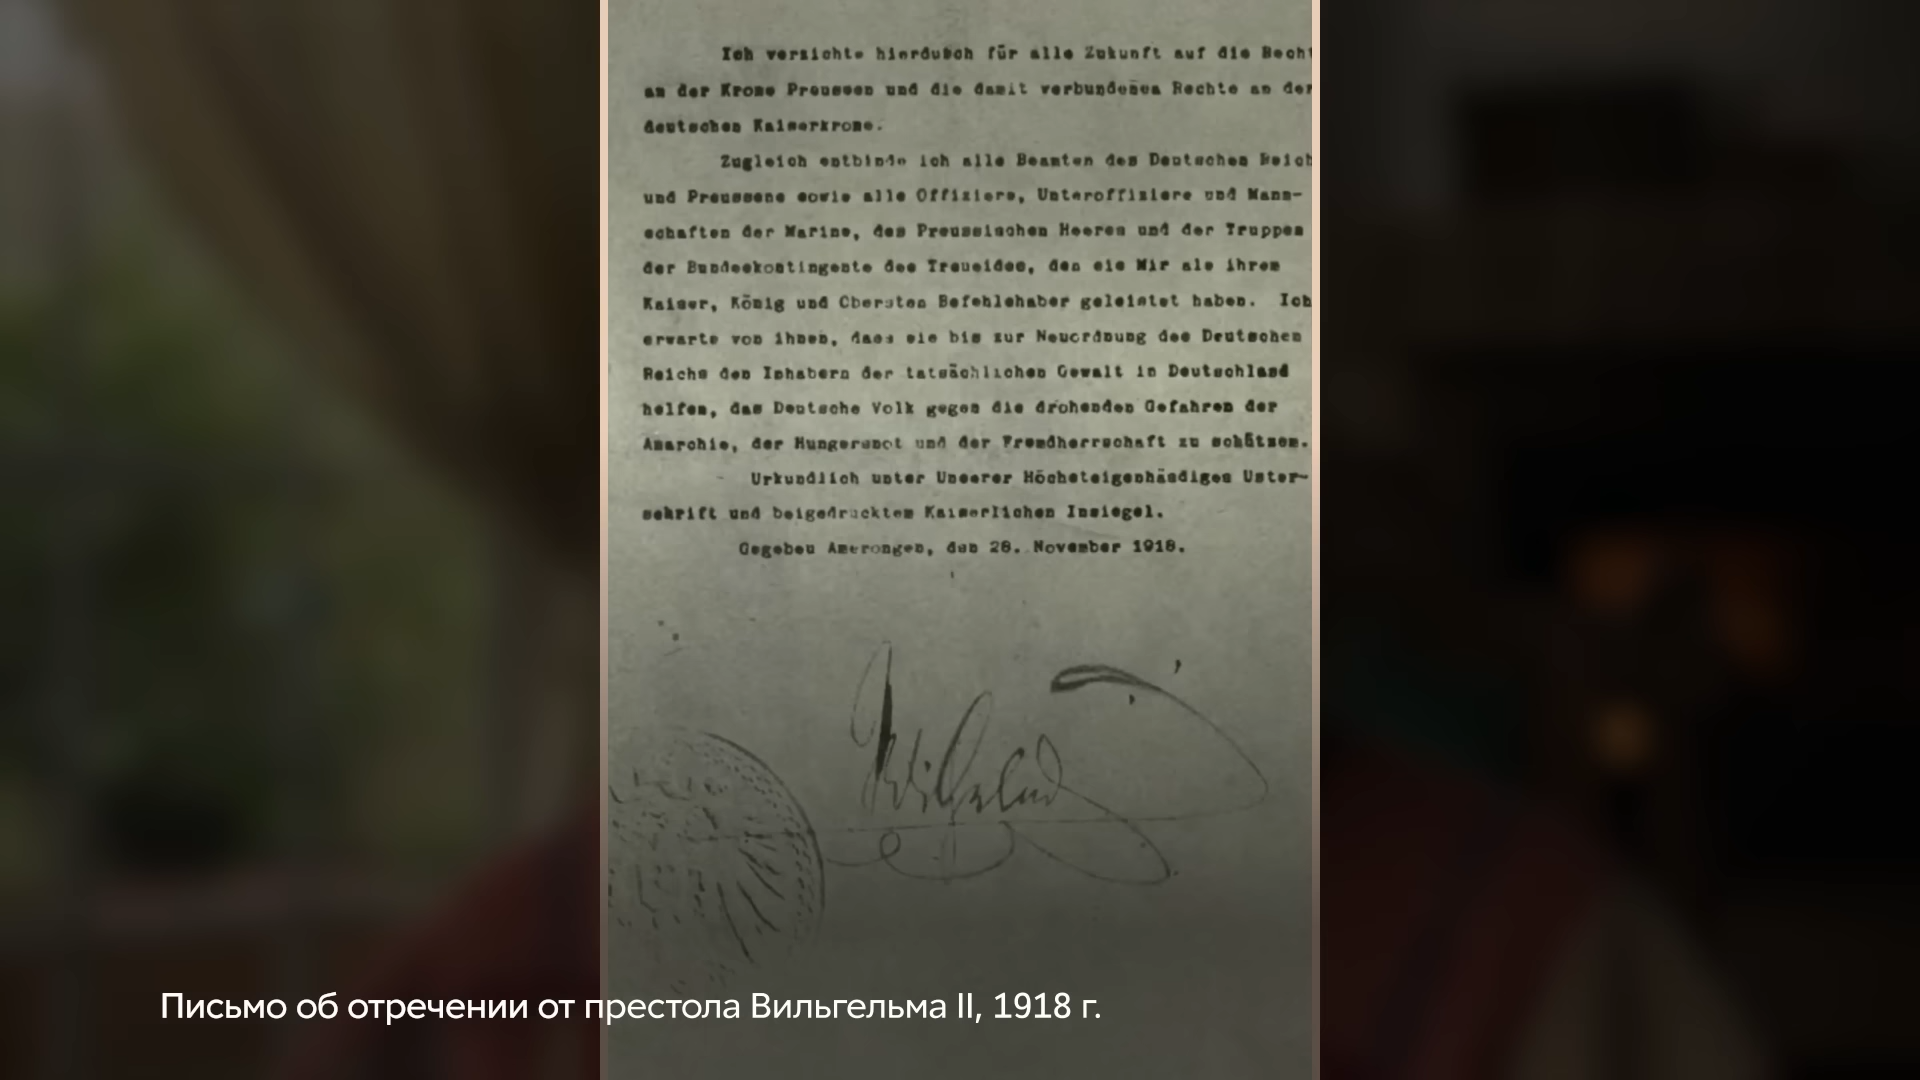 Ich verzichte hierdurch für alle Zukunft auf die Recht
an der Krone Preussen und die damit verbundenen Rechte an der
deutschen Kaiserkrone.
Zugleich entbinde ich alle Beamten des Deutschen Reich
und Preussens sowie alle Offiziere, Unteroffiziere und Mann-
schaften der Marine, des Preussischen Heeres und der Truppen
der Bundeskontingente des Treueides, den sie Mir als ihrem
Kaiser, König und Obersten Befehlshaber geleistet haben. Ich
erwarte von ihnen, dass sie bis zur Neuordnung des Deutschen
Reichs den Inhabern der tatsächlichen Gewalt in Deutschland
helfen, das Deutsche Volk gegen die drohenden Gefahren der
Anarchie, der Hungersnot und der Fremdherrschaft zu schützen.
Urkundlich unter Unserer Höchsteigenhändigen Unter-
schrift und beigedrucktem Kaiserlichen Insiegel.
Gegeben Amerongen, den 28. November 1918.
Wilhelm
Письмо об отречении от престола Вильгельма II, 1918 г.